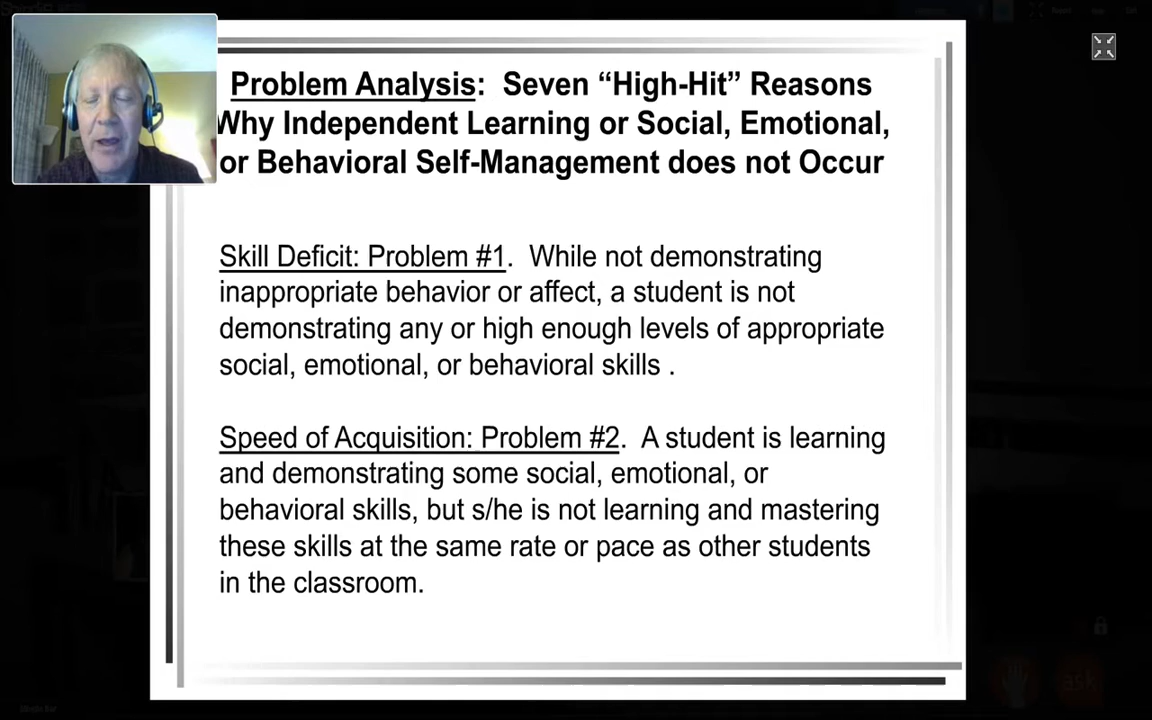 Problem Analysis:  Seven “High-Hit” Reasons
Why Independent Learning or Social, Emotional,
or Behavioral Self-Management does not Occur
Skill Deficit: Problem #1.  While not demonstrating
inappropriate behavior or affect, a student is not
demonstrating any or high enough levels of appropriate
social, emotional, or behavioral skills .
Speed of Acquisition: Problem #2.  A student is learning
and demonstrating some social, emotional, or
behavioral skills, but s/he is not learning and mastering
these skills at the same rate or pace as other students
in the classroom.